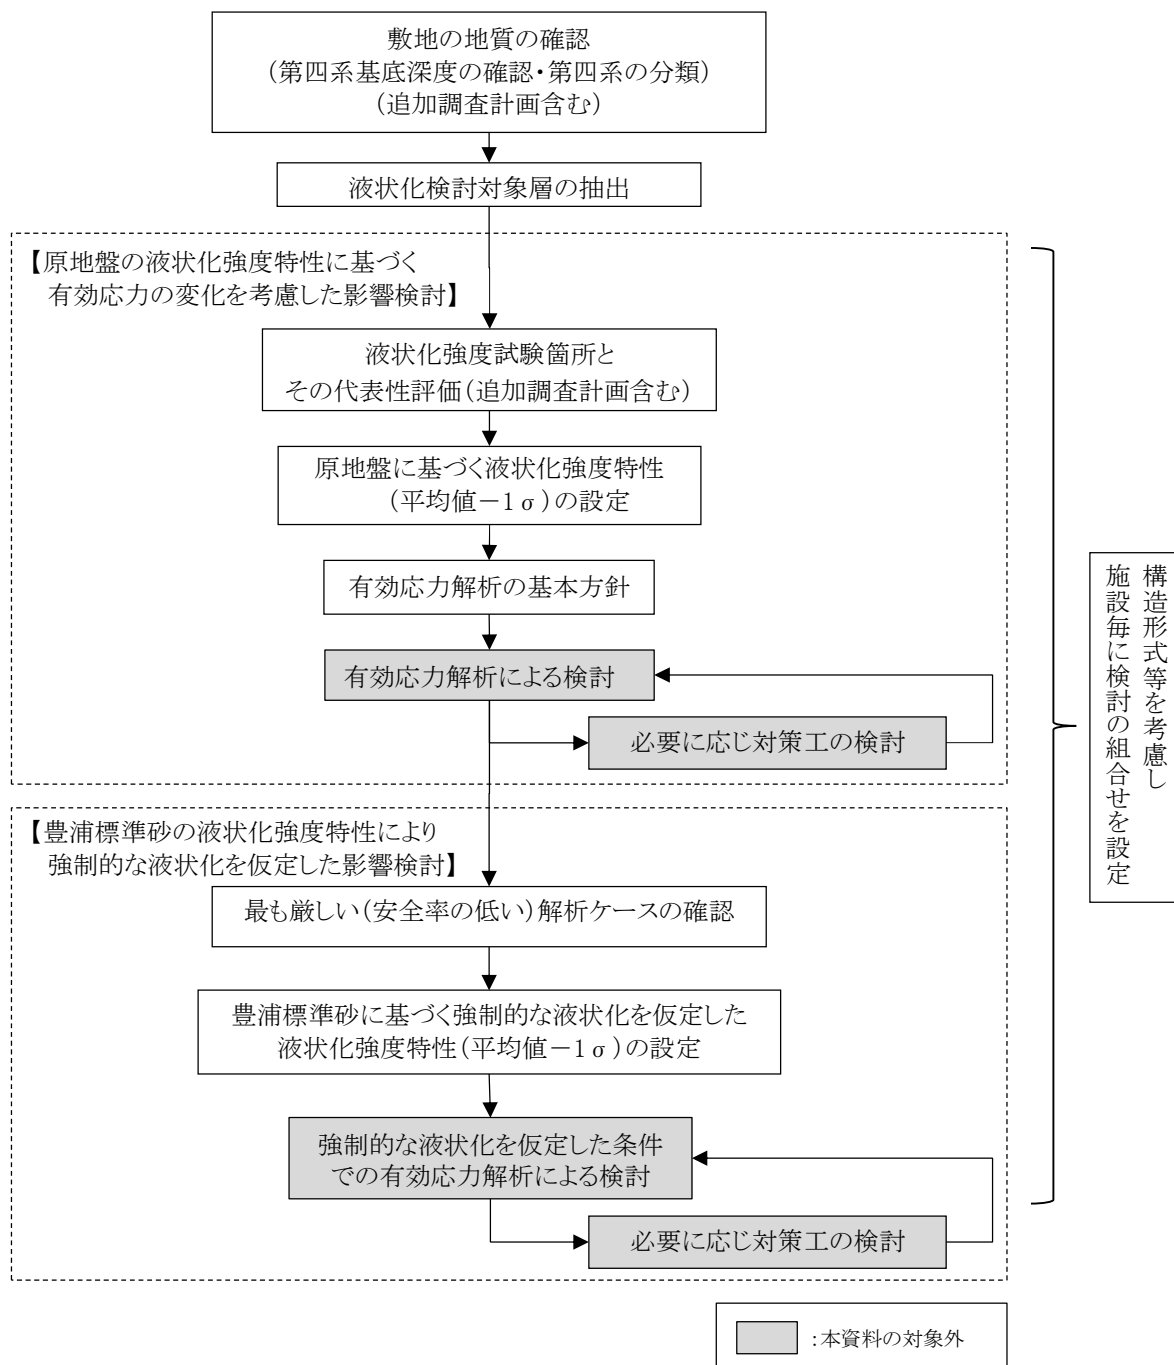 敷地の地質の確認
（第四系基底深度の確認・第四系の分類）
（追加調査計画含む）
液状化検討対象層の抽出
【原地盤の液状化強度特性に基づく
有効応力の変化を考慮した影響検討】
液状化強度試験箇所と
その代表性評価（追加調査計画含む）
原地盤に基づく液状化強度特性
（平均値－1σ）の設定
有効応力解析の基本方針
有効応力解析による検討
必要に応じ対策工の検討
【豊浦標準砂の液状化強度特性により
強制的な液状化を仮定した影響検討】
最も厳しい（安全率の低い）解析ケースの確認
豊浦標準砂に基づく強制的な液状化を仮定した
液状化強度特性（平均値－1σ）の設定
強制的な液状化を仮定した条件
での有効応力解析による検討
必要に応じ対策工の検討
構造形式等を考慮し
施設毎に検討の組合せを設定
：本資料の対象外